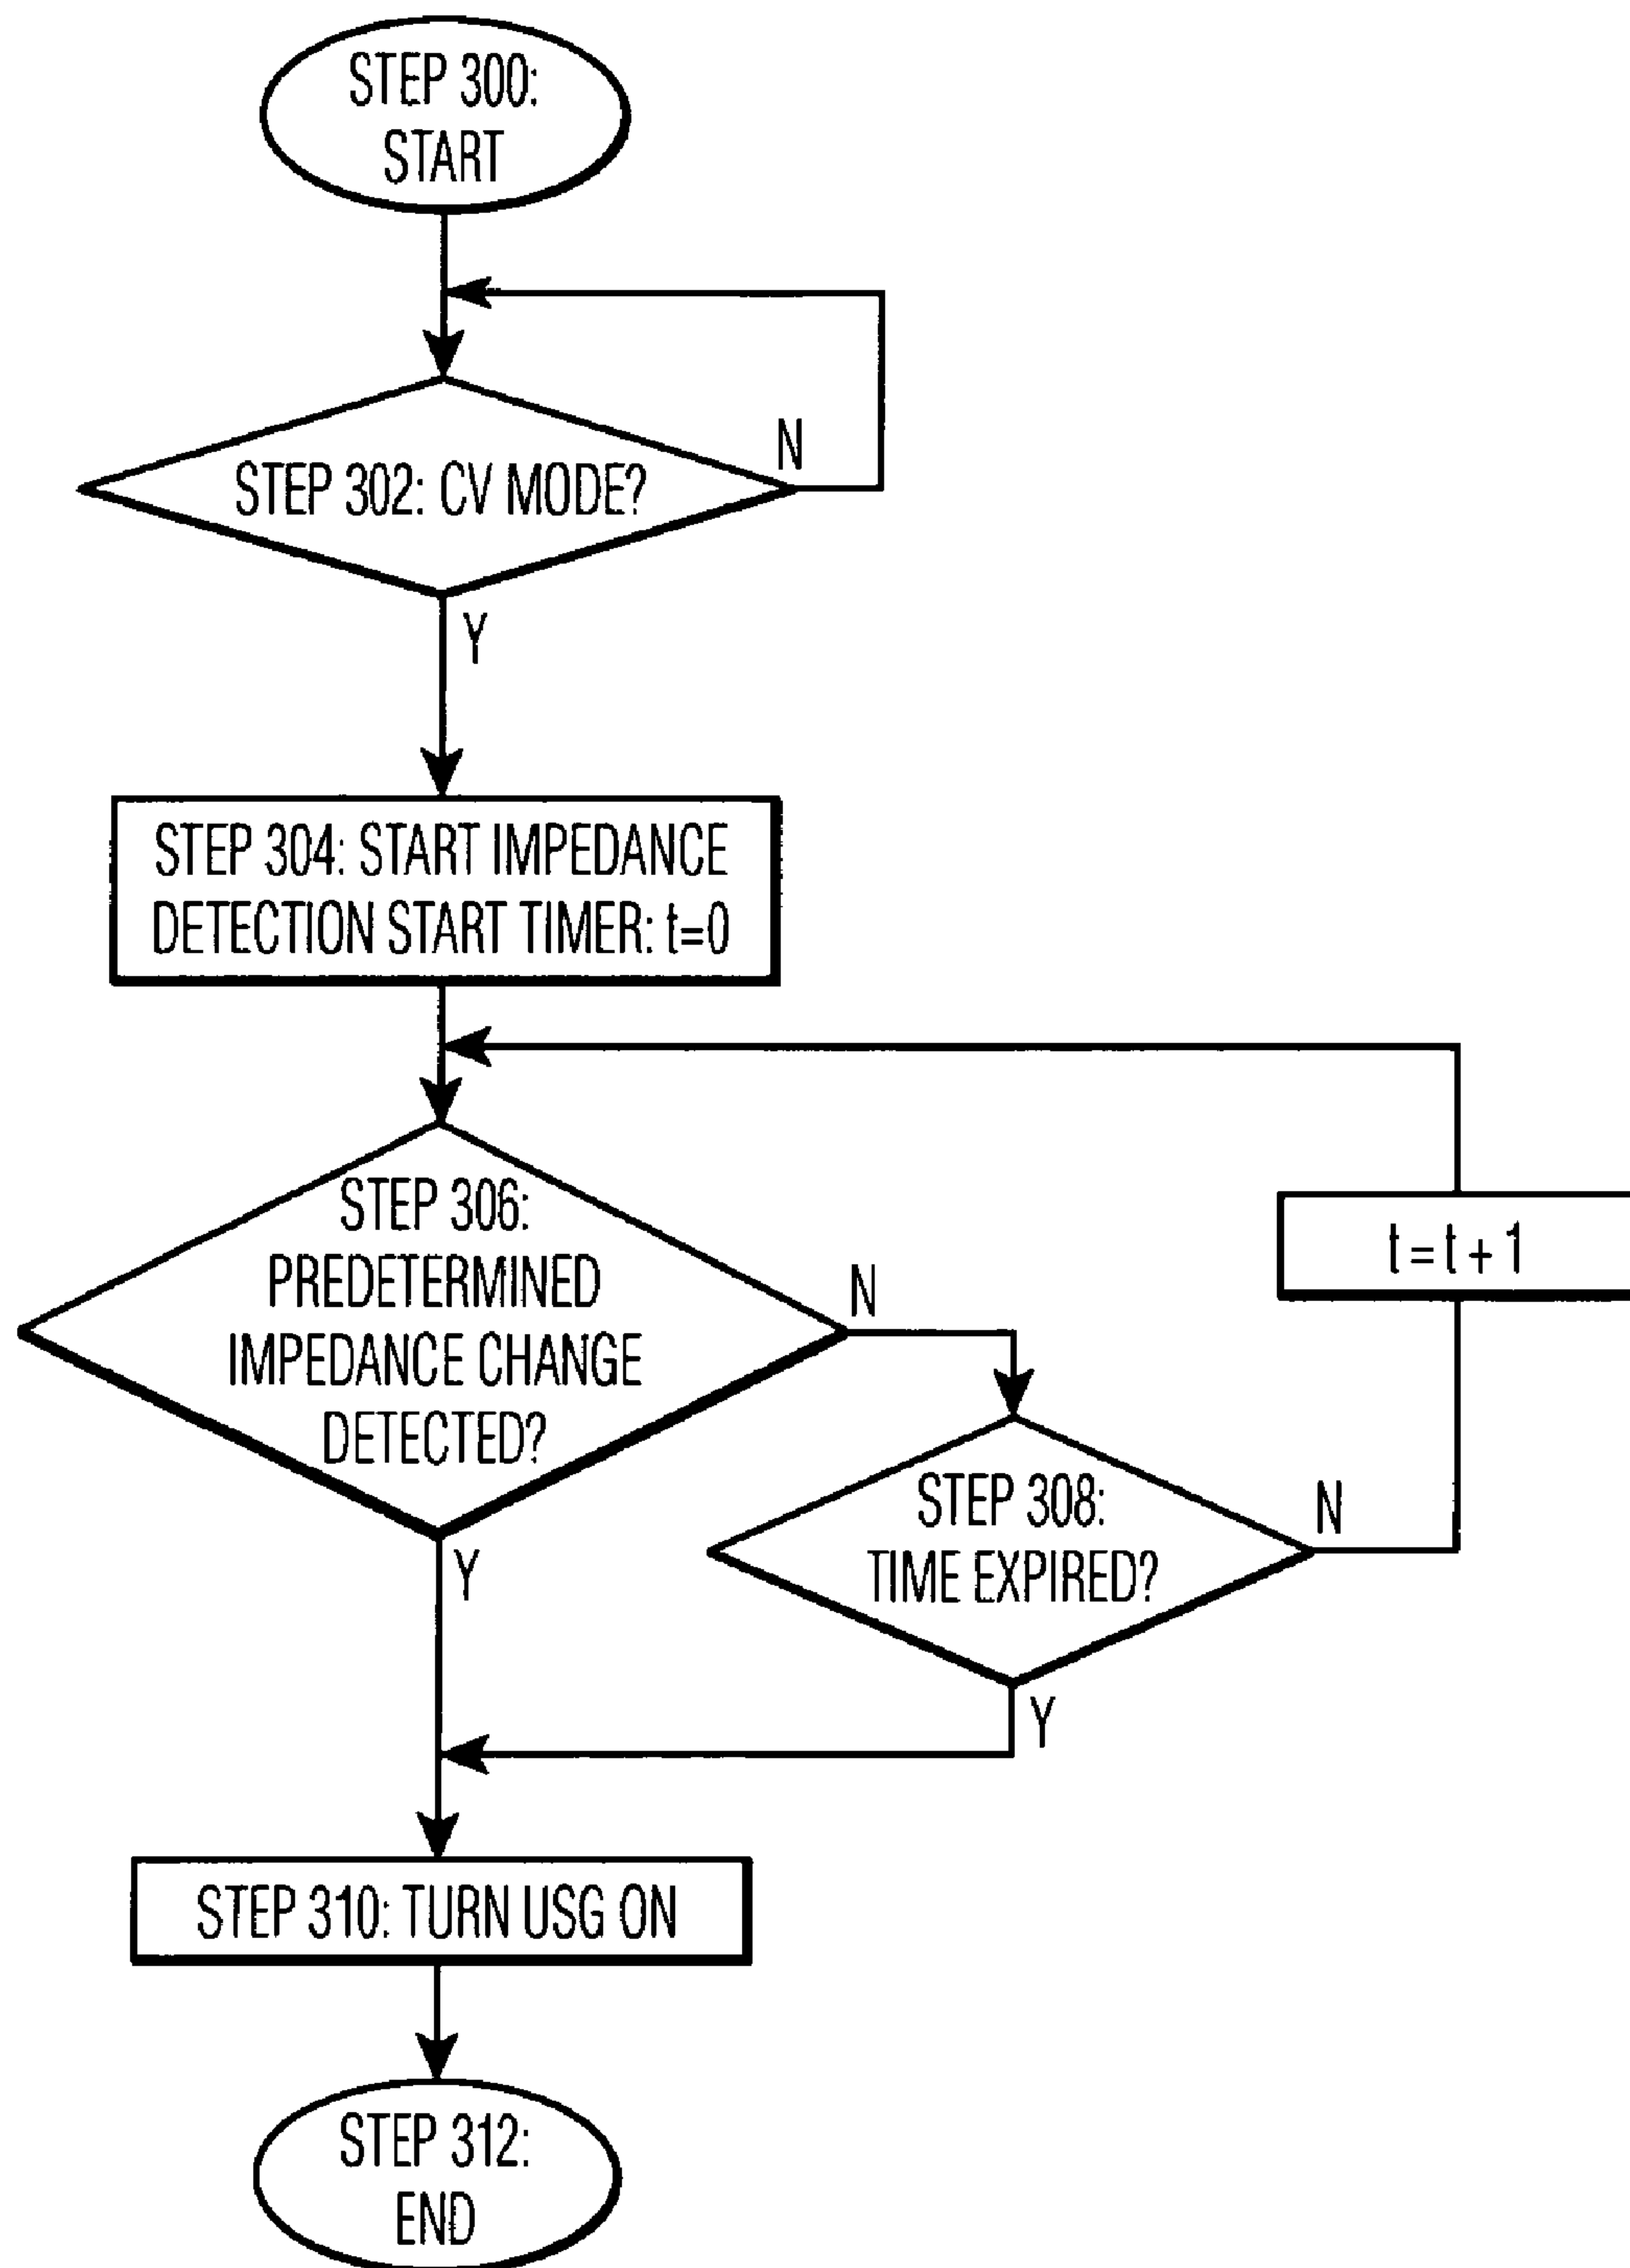 STEP 300:
START
N
STEP 302: CV MODE?
Y
STEP 304: START IMPEDANCE
DETECTION START TIMER: t=0
STEP 306:
PREDETERMINED
IMPEDANCE CHANGE
DETECTED?
N
t = t + 1
STEP 308:
TIME EXPIRED?
N
Y
Y
STEP 310: TURN USG ON
STEP 312:
END